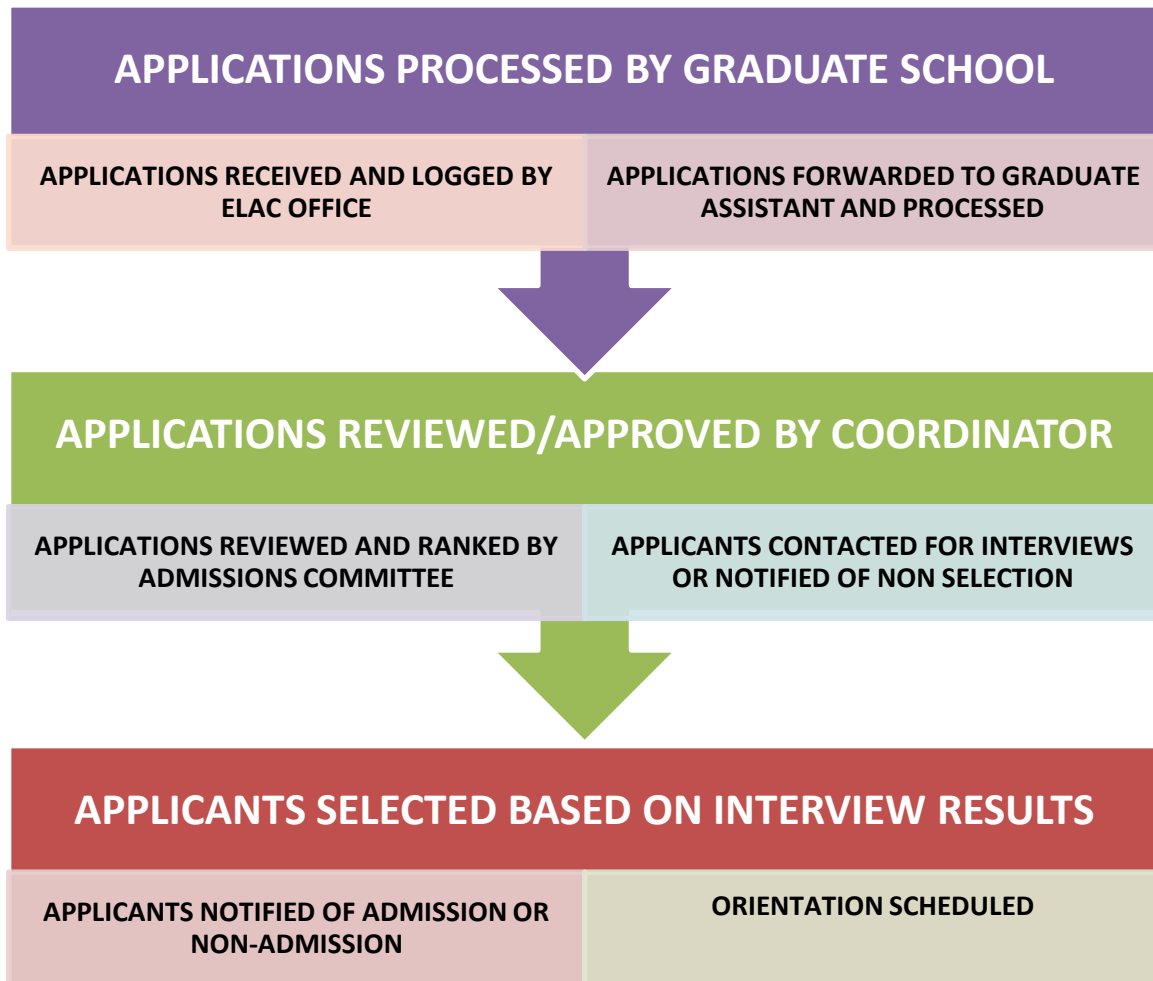 APPLICATIONS PROCESSED BY GRADUATE SCHOOL
APPLICATIONS RECEIVED AND LOGGED BY
ELAC OFFICE
APPLICATIONS FORWARDED TO GRADUATE
ASSISTANT AND PROCESSED
APPLICATIONS REVIEWED/APPROVED BY COORDINATOR
APPLICATIONS REVIEWED AND RANKED BY
ADMISSIONS COMMITTEE
APPLICANTS CONTACTED FOR INTERVIEWS
OR NOTIFIED OF NON SELECTION
APPLICANTS SELECTED BASED ON INTERVIEW RESULTS
APPLICANTS NOTIFIED OF ADMISSION OR
NON-ADMISSION
ORIENTATION SCHEDULED